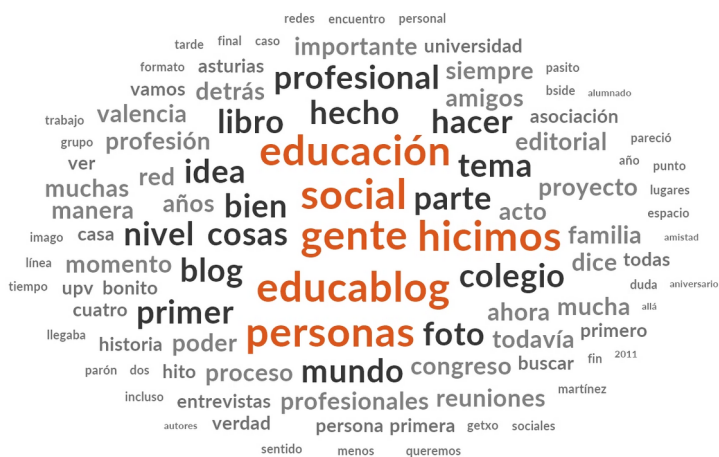 redes encuentro personal
tarde final caso importante universidad
formato asturias profesional siempre pasito
vamos detrás amigos bside alumnado
trabajo valencia libro hecho hacer asociación
grupo profesión educación editorial pareció
ver red idea tema año punto
muchas social parte proyecto lugares
manera años bien acto espacio
imago casa nivel cosas gente hicimos familia amistad
línea momento blog colegio dice todas
tiempo upv bonito educablog duda aniversario
cuatro primer ahora mucha allá
llegaba historia poder personas foto todavía primero
parón dos hito proceso mundo congreso buscar fin 2011
incluso entrevistas profesionales reuniones martínez
autores verdad persona primera getxo sociales
sentido menos queremos